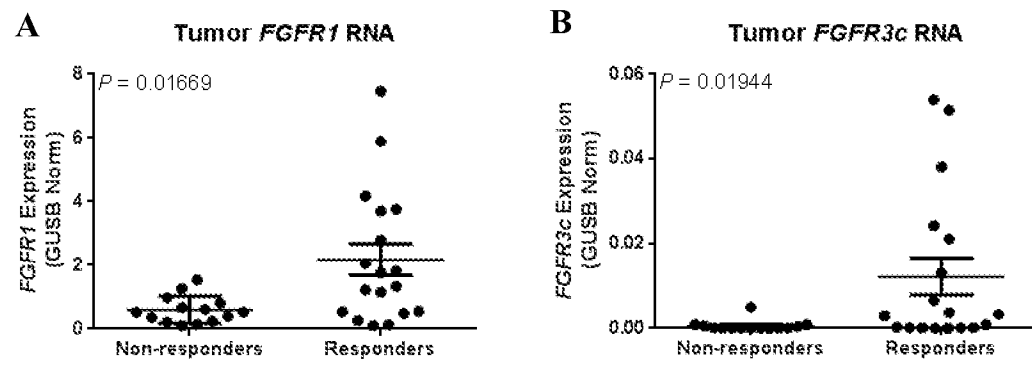 A
Tumor FGFR1 RNA
P = 0.01669
FGFR1 Expression
(GUSB Norm)
8
6
4
2
0
Non-responders
Responders
B
Tumor FGFR3c RNA
P = 0.01944
FGFR3c Expression
(GUSB Norm)
0.06
0.04
0.02
0.00
Non-responders
Responders